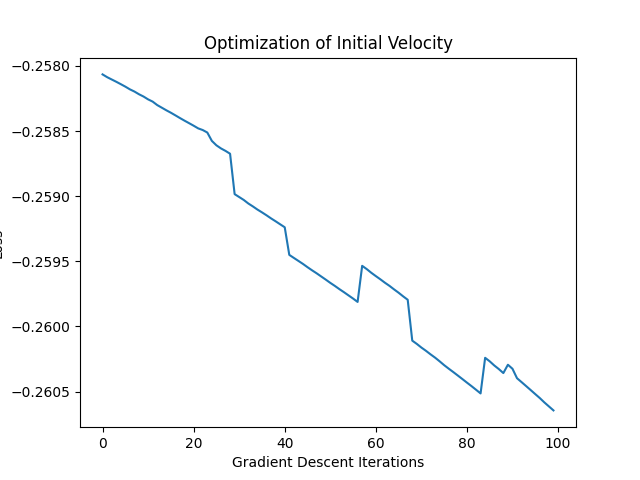 Optimization of Initial Velocity
−0.2580
−0.2585
−0.2590
−0.2595
−0.2600
−0.2605
Loss
0 20 40 60 80 100
Gradient Descent Iterations